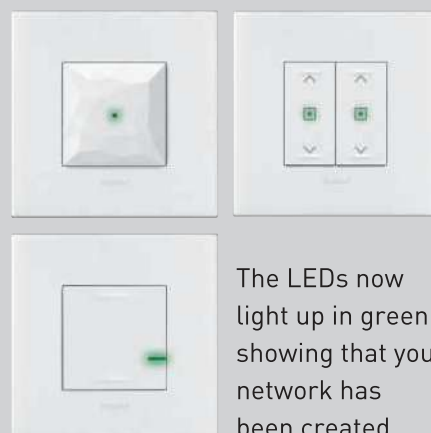 The LEDs now
light up in green
showing that you
network has
been created